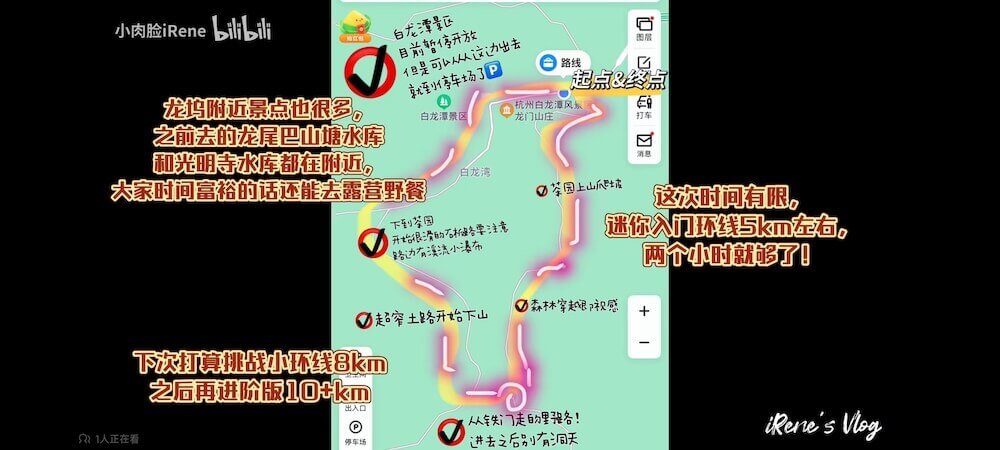 小肉脸iRene bilibili
白龙潭景区
目前暂停开放
但是可以从这边出去
就到停车场了P
图层
路线
起点&终点
打车
消息
白龙潭景区
杭州白龙潭风景
龙门山庄
龙坞附近景点也很多,
之前去的龙尾巴山塘水库
和光明寺水库都在附近,
大家时间富裕的话还能去露营野餐
白龙湾
茶园上山爬坡
这次时间有限,
迷你入门环线5km左右,
两个小时就够了!
下到茶园
开始很滑的石板路要注意
路边有溪流小瀑布
超窄土路开始下山
森林穿越很阴视感
下次打算挑战小环线8km
之后再进阶版10+km
出入口
停车场
从铁门走的野路!
进去之后别有洞天
1人正在看
iRene's Vlog